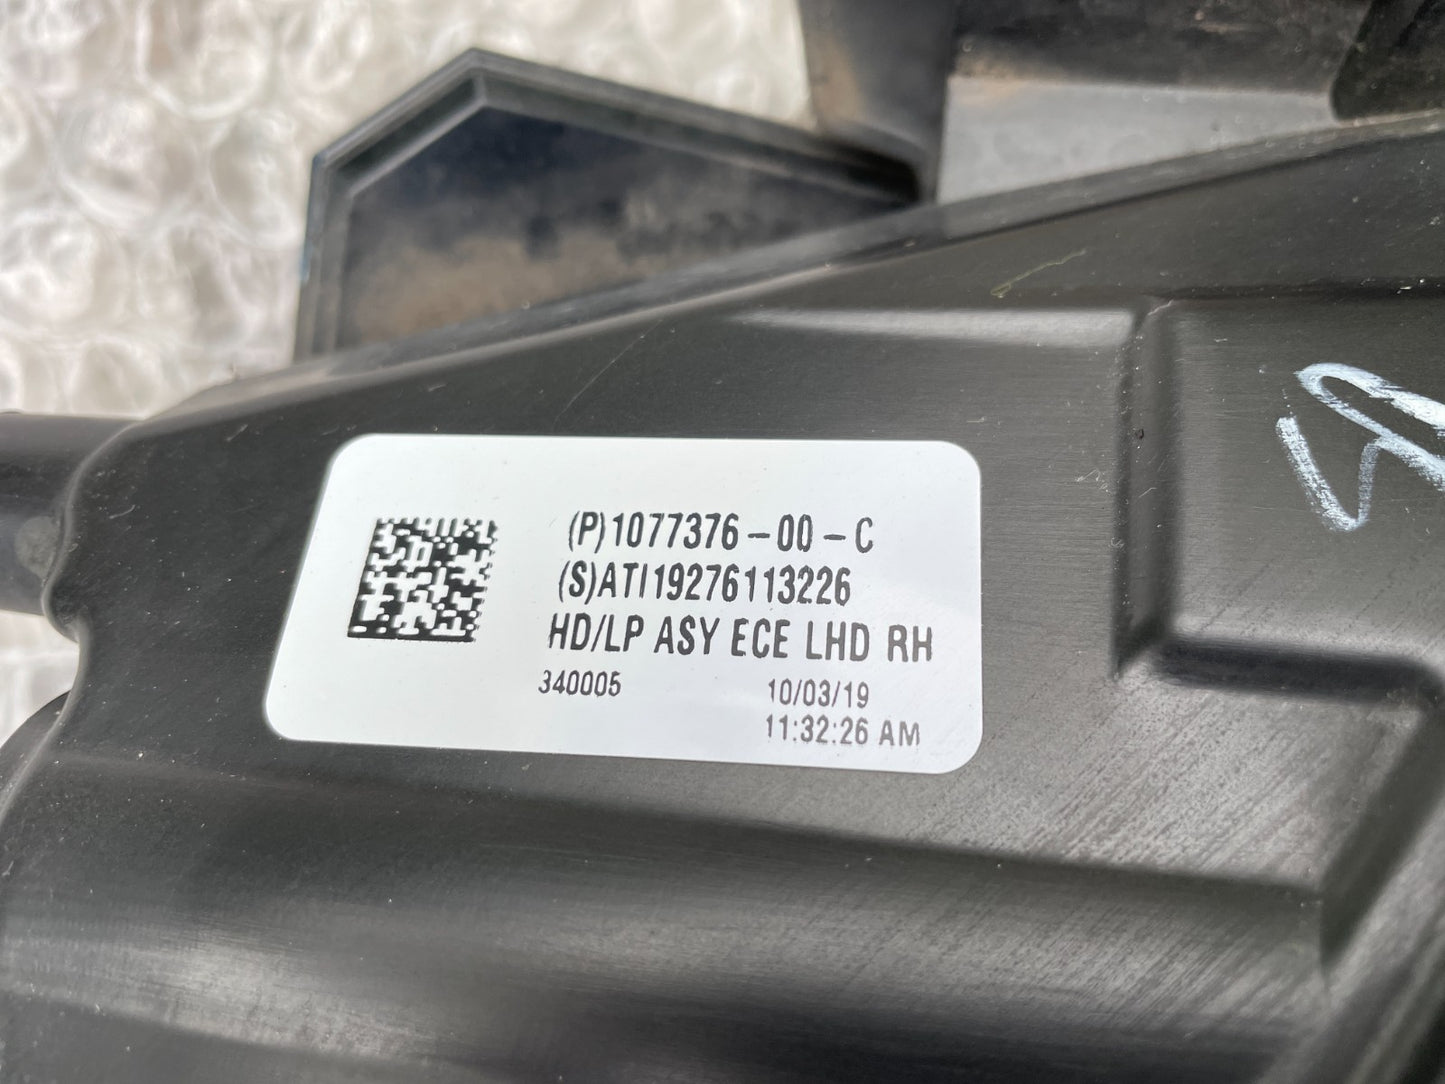 (P)1077376-00-C
(S)ATI19276113226
HD/LP ASY ECE LHD RH
340005
10/03/19
11:32:26 AM